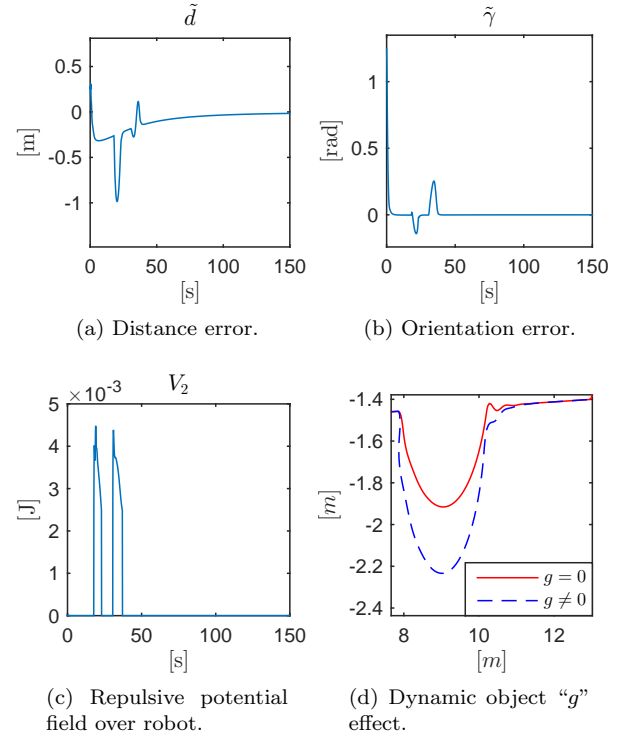 d̃
0.5
0
-0.5
-1
[m]
0 50 100 150
[s]
(a) Distance error.
γ̃
1
0.5
0
[rad]
0 50 100 150
[s]
(b) Orientation error.
×10⁻³
V₂
5
4
3
2
1
0
[J]
0 50 100 150
[s]
(c) Repulsive potential
field over robot.
-1.4
-1.6
-1.8
-2
-2.2
-2.4
[m]
g = 0
g ≠ 0
8 10 12
[m]
(d) Dynamic object “g”
effect.